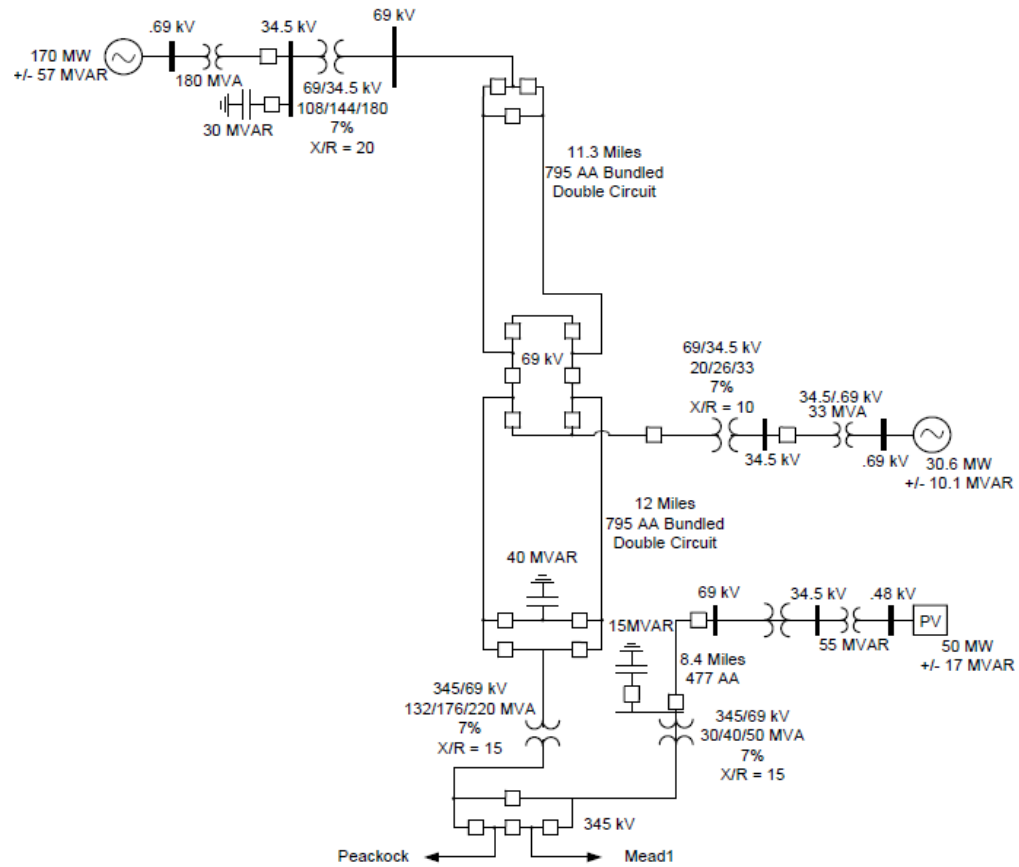 .69 kV
34.5 kV
69 kV
170 MW
+/- 57 MVAR
180 MVA
30 MVAR
69/34.5 kV
108/144/180
7%
X/R = 20
11.3 Miles
795 AA Bundled
Double Circuit
69 kV
69/34.5 kV
20/26/33
7%
X/R = 10
34.5/.69 kV
33 MVA
34.5 kV
.69 kV
30.6 MW
+/- 10.1 MVAR
12 Miles
795 AA Bundled
Double Circuit
40 MVAR
15MVAR
69 kV
34.5 kV
.48 kV
PV
55 MVAR
50 MW
+/- 17 MVAR
8.4 Miles
477 AA
345/69 kV
132/176/220 MVA
7%
X/R = 15
345/69 kV
30/40/50 MVA
7%
X/R = 15
345 kV
Peackock
Mead1